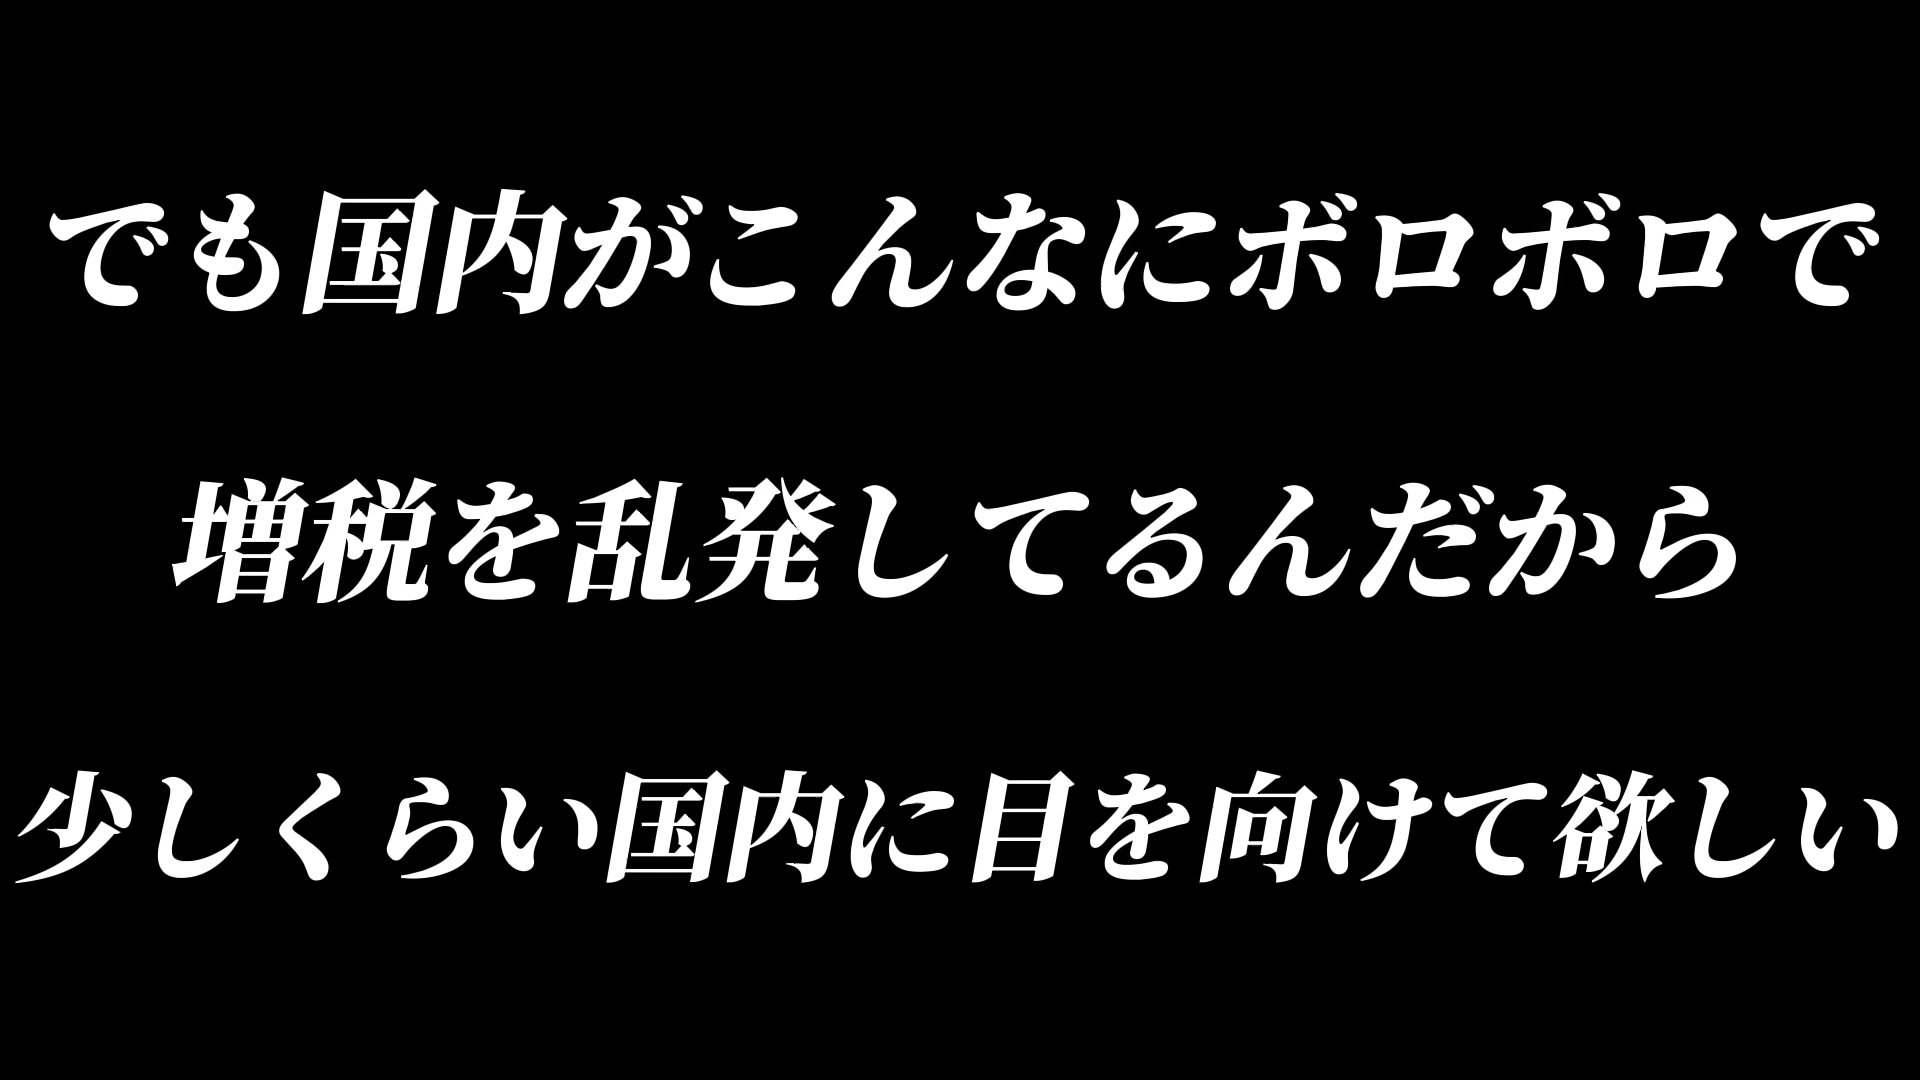 でも国内がこんなにボロボロで
増税を乱発してるんだから
少しくらい国内に目を向けて欲しい